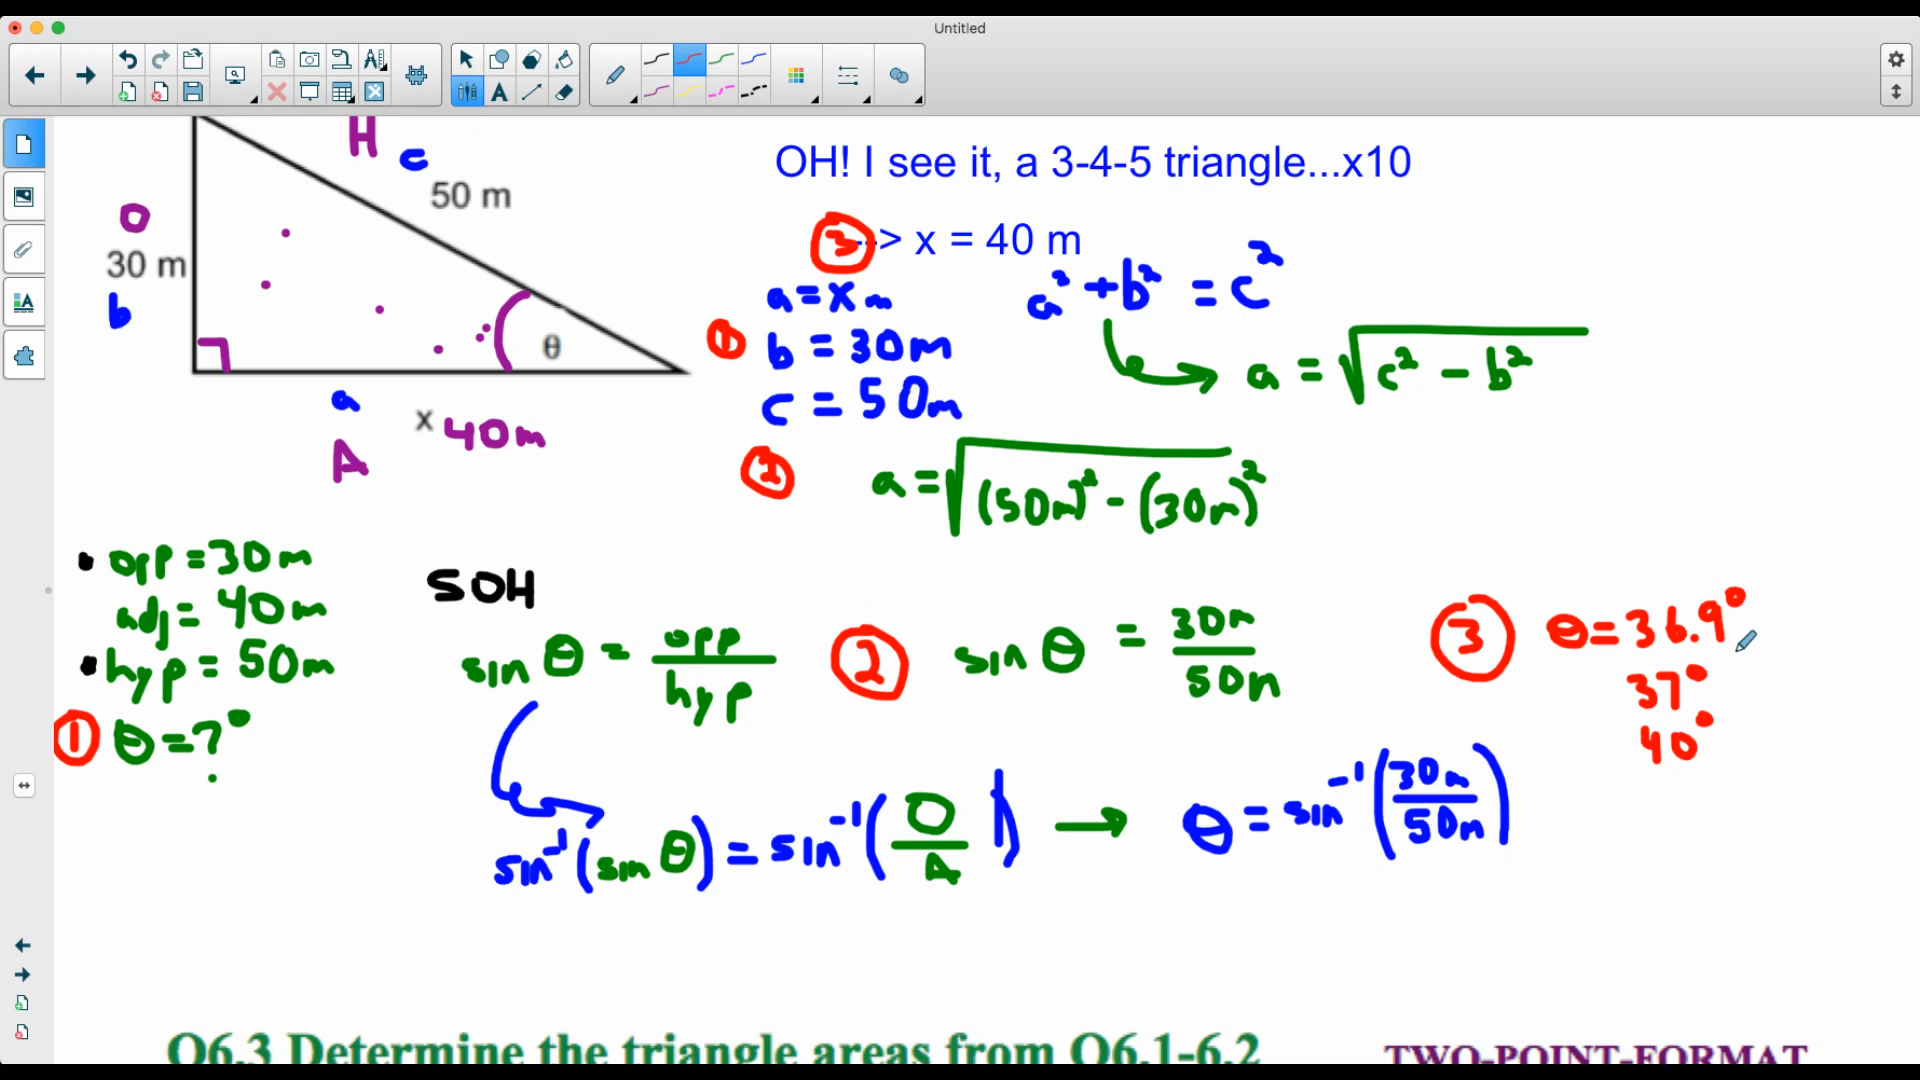 Untitled
H
c
50 m
OH! I see it, a 3-4-5 triangle...x10
O
30 m
b
θ
a
x 40m
A
3 --> x = 40 m
a = x m
1 b = 30m
c = 50m
a² + b² = c²
a = √c² - b²
2 a = √(50m)² - (30m)²
• opp = 30m
adj = 40m
• hyp = 50m
1 θ = ?°
SOH
sin θ = opp/hyp
2 sin θ = 30m/50m
3 θ = 36.9°
37°
40°
sin⁻¹(sin θ) = sin⁻¹(O/A) → θ = sin⁻¹(30m/50m)
Q6.3 Determine the triangle areas from Q6.1-6.2
TWO-POINT-FORMAT